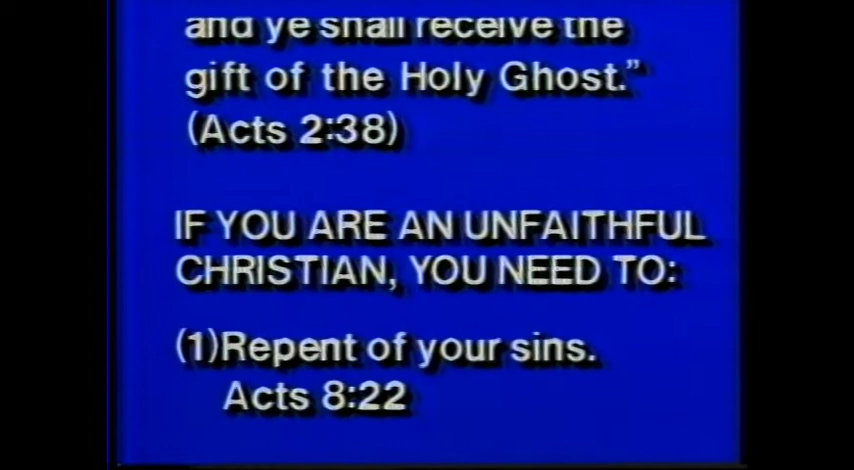 and ye shall receive the
gift of the Holy Ghost.”
(Acts 2:38)
IF YOU ARE AN UNFAITHFUL
CHRISTIAN, YOU NEED TO:
(1)Repent of your sins.
Acts 8:22